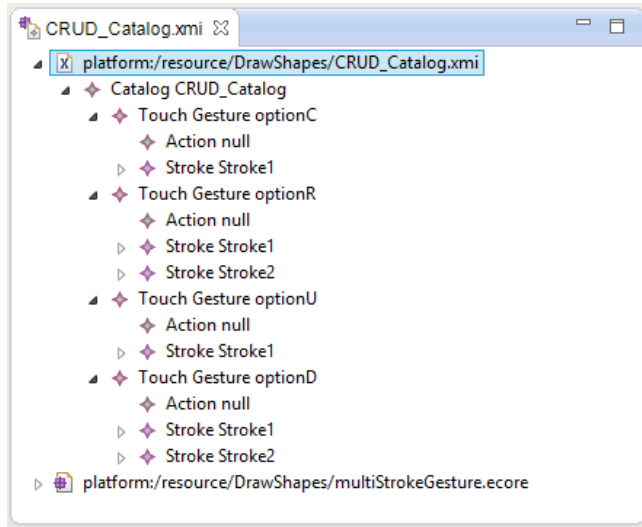 CRUD_Catalog.xmi
platform:/resource/DrawShapes/CRUD_Catalog.xmi
Catalog CRUD_Catalog
Touch Gesture optionC
Action null
Stroke Stroke1
Touch Gesture optionR
Action null
Stroke Stroke1
Stroke Stroke2
Touch Gesture optionU
Action null
Stroke Stroke1
Touch Gesture optionD
Action null
Stroke Stroke1
Stroke Stroke2
platform:/resource/DrawShapes/multiStrokeGesture.ecore